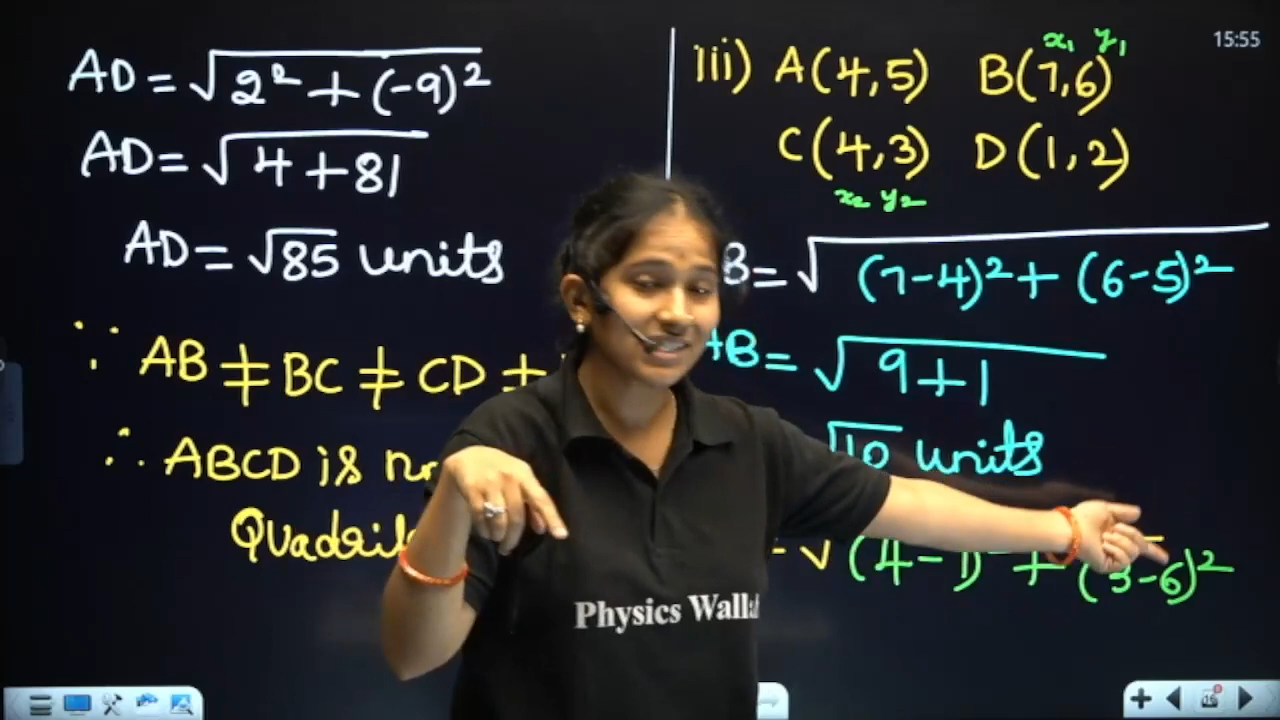 AD = √2² + (-9)²
AD = √4 + 81
AD = √85 units
∵ AB ≠ BC ≠ CD ≠
∴ ABCD is
15:55
x₁ y₁
iii) A(4,5) B(7,6)
C(4,3) D(1,2)
x₂ y₂
B = √(7-4)² + (6-5)²
B = √9+1
√10 units
= √(4-7)² + (3-6)²
Physics Walla